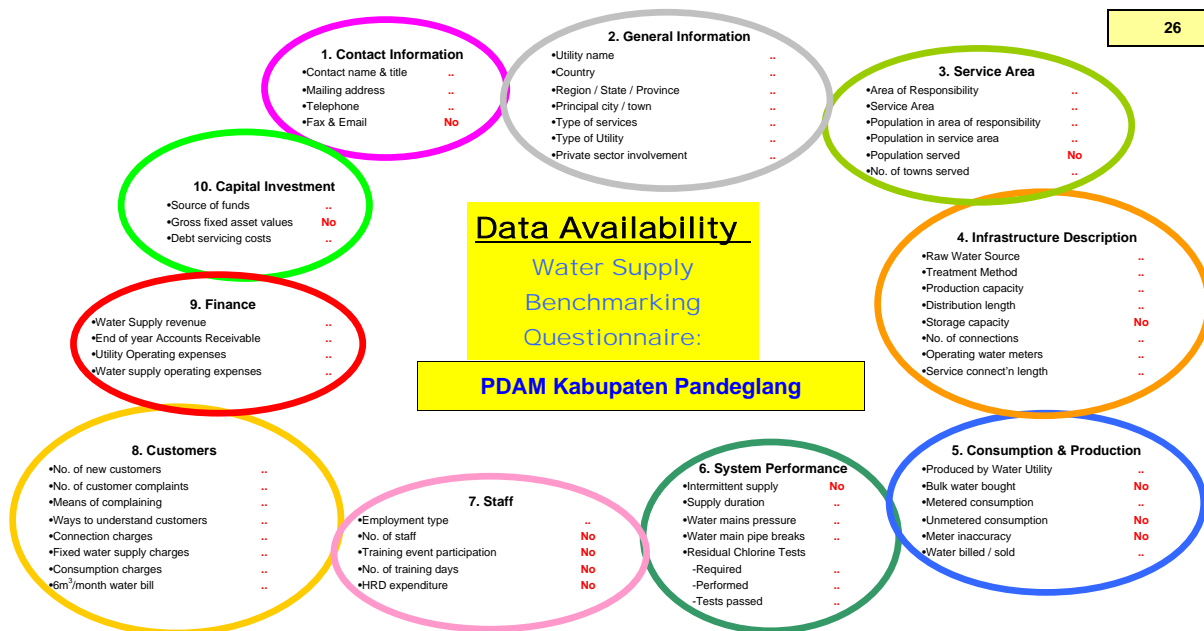 26
1. Contact Information
•Contact name & title ..
•Mailing address ..
•Telephone ..
•Fax & Email No
2. General Information
•Utility name ..
•Country ..
•Region / State / Province ..
•Principal city / town ..
•Type of services ..
•Type of Utility ..
•Private sector involvement ..
3. Service Area
•Area of Responsibility ..
•Service Area ..
•Population in area of responsibility ..
•Population in service area ..
•Population served No
•No. of towns served ..
4. Infrastructure Description
•Raw Water Source ..
•Treatment Method ..
•Production capacity ..
•Distribution length ..
•Storage capacity No
•No. of connections ..
•Operating water meters ..
•Service connect'n length ..
5. Consumption & Production
•Produced by Water Utility ..
•Bulk water bought No
•Metered consumption ..
•Unmetered consumption No
•Meter inaccuracy No
•Water billed / sold ..
6. System Performance
•Intermittent supply No
•Supply duration ..
•Water mains pressure ..
•Water main pipe breaks ..
•Residual Chlorine Tests
-Required ..
-Performed ..
-Tests passed ..
7. Staff
•Employment type ..
•No. of staff No
•Training event participation No
•No. of training days No
•HRD expenditure No
8. Customers
•No. of new customers ..
•No. of customer complaints ..
•Means of complaining ..
•Ways to understand customers ..
•Connection charges ..
•Fixed water supply charges ..
•Consumption charges ..
•6m³/month water bill ..
9. Finance
•Water Supply revenue ..
•End of year Accounts Receivable ..
•Utility Operating expenses ..
•Water supply operating expenses ..
10. Capital Investment
•Source of funds ..
•Gross fixed asset values No
•Debt servicing costs ..
Data Availability
Water Supply
Benchmarking
Questionnaire:
PDAM Kabupaten Pandeglang